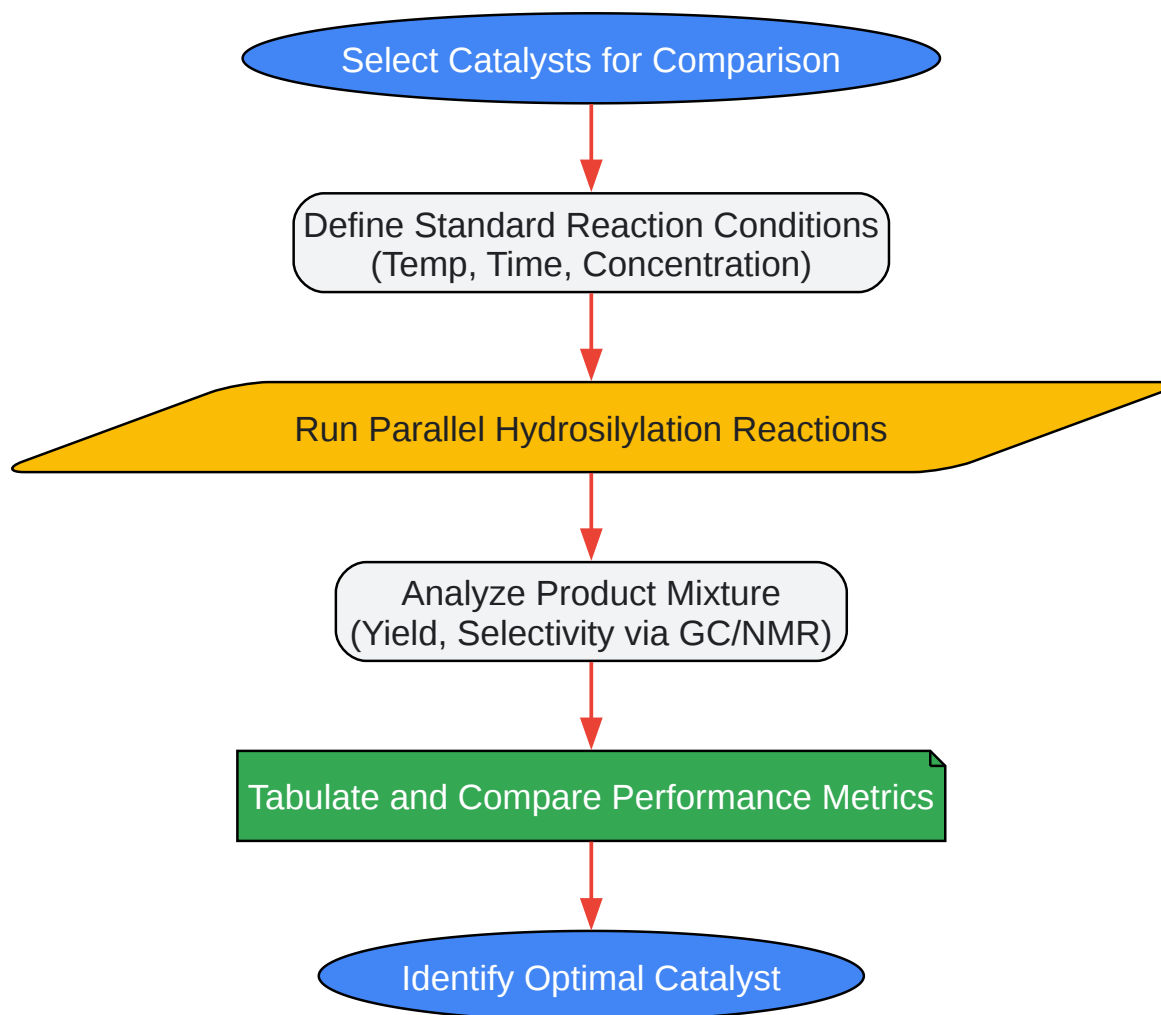 Select Catalysts for Comparison
Define Standard Reaction Conditions
(Temp, Time, Concentration)
Run Parallel Hydrosilylation Reactions
Analyze Product Mixture
(Yield, Selectivity via GC/NMR)
Tabulate and Compare Performance Metrics
Identify Optimal Catalyst